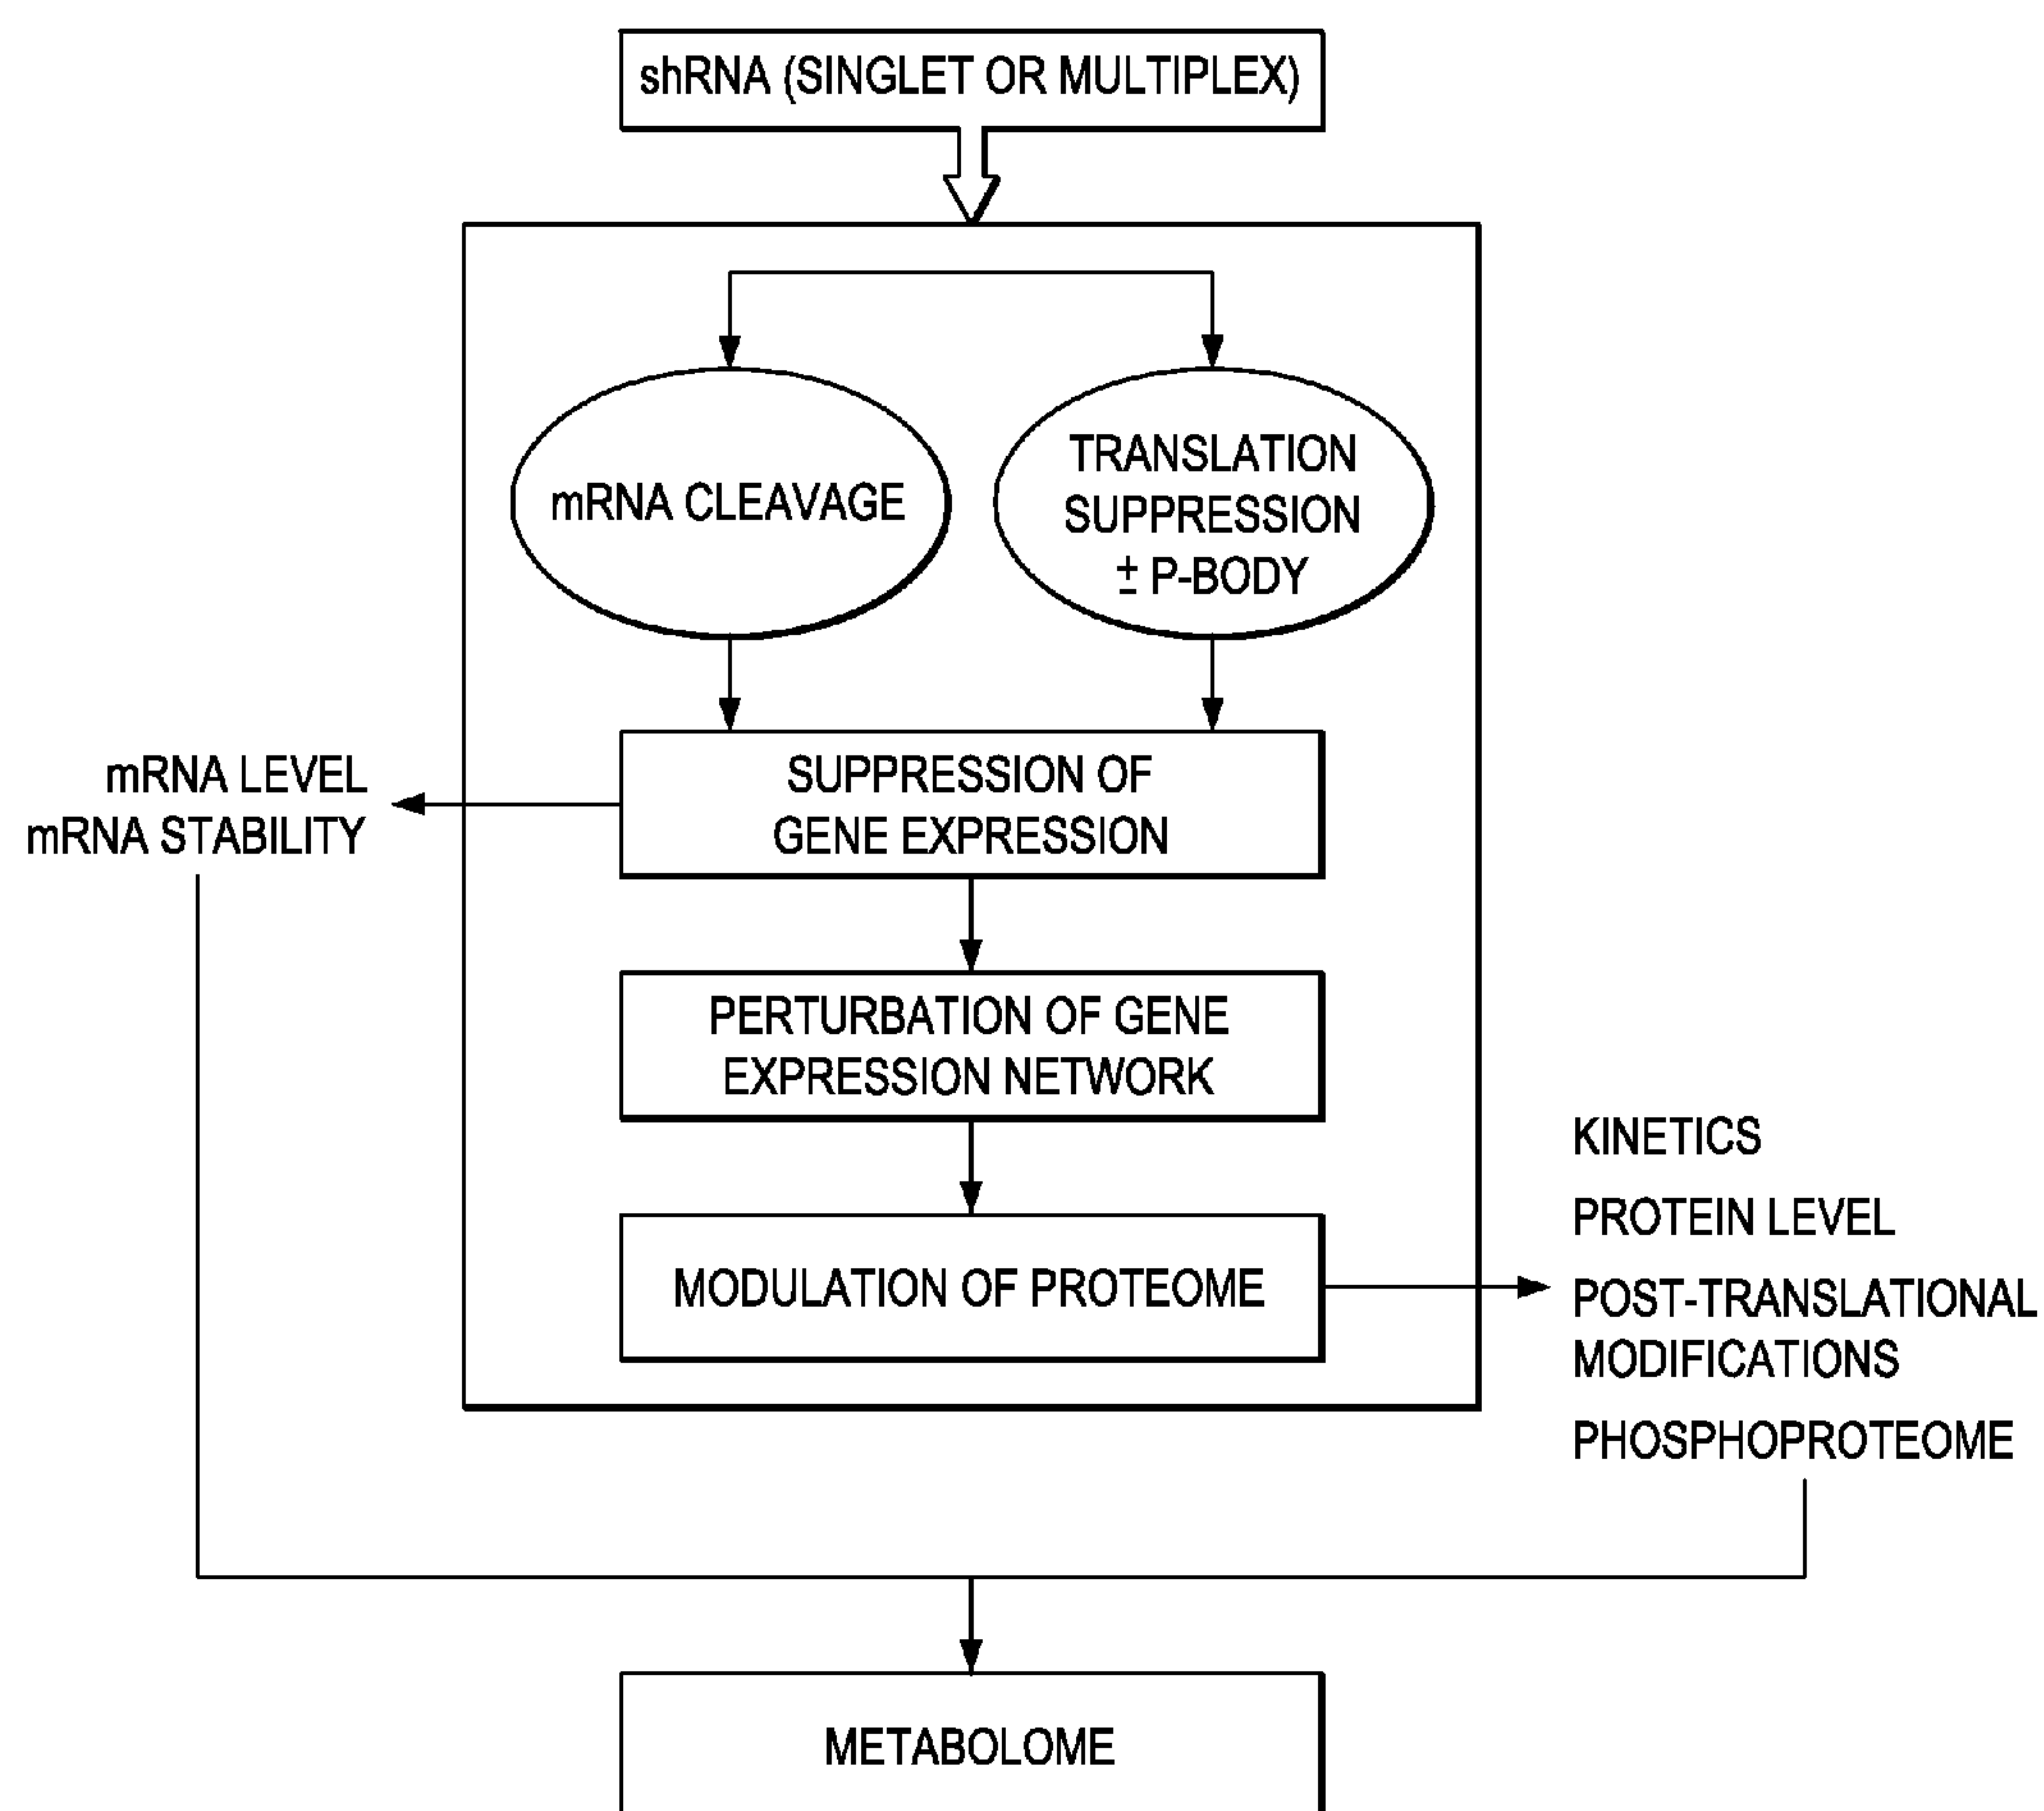 shRNA (SINGLET OR MULTIPLEX)
mRNA CLEAVAGE
TRANSLATION
SUPPRESSION
± P-BODY
mRNA LEVEL
mRNA STABILITY
SUPPRESSION OF
GENE EXPRESSION
PERTURBATION OF GENE
EXPRESSION NETWORK
MODULATION OF PROTEOME
KINETICS
PROTEIN LEVEL
POST-TRANSLATIONAL
MODIFICATIONS
PHOSPHOPROTEOME
METABOLOME